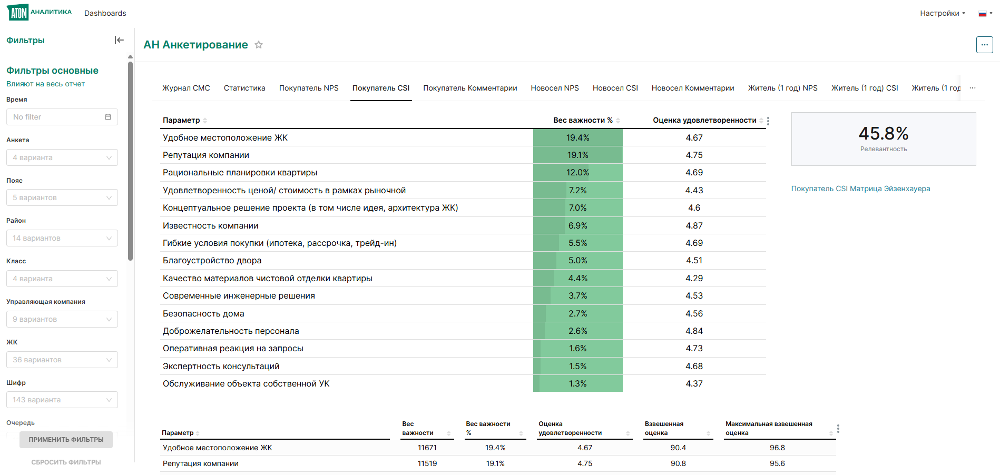 АТОМ АНАЛИТИКА Dashboards Настройки
Фильтры
АН Анкетирование
...
Фильтры основные
Влияют на весь отчет
Время
No filter
Анкета
4 варианта
Пояс
5 вариантов
Район
14 вариантов
Класс
4 варианта
Управляющая компания
9 вариантов
ЖК
36 вариантов
Шифр
143 варианта
Очередь
ПРИМЕНИТЬ ФИЛЬТРЫ
СБРОСИТЬ ФИЛЬТРЫ
Журнал СМС Статистика Покупатель NPS Покупатель CSI Покупатель Комментарии Новосел NPS Новосел CSI Новосел Комментарии Житель (1 год) NPS Житель (1 год) CSI Житель (1 год ...
Параметр Вес важности % Оценка удовлетворенности
Удобное местоположение ЖК 19.4% 4.67
Репутация компании 19.1% 4.75
Рациональные планировки квартиры 12.0% 4.69
Удовлетворенность ценой/ стоимость в рамках рыночной 7.2% 4.43
Концептуальное решение проекта (в том числе идея, архитектура ЖК) 7.0% 4.6
Известность компании 6.9% 4.87
Гибкие условия покупки (ипотека, рассрочка, трейд-ин) 5.5% 4.69
Благоустройство двора 5.0% 4.51
Качество материалов чистовой отделки квартиры 4.4% 4.29
Современные инженерные решения 3.7% 4.53
Безопасность дома 2.7% 4.56
Доброжелательность персонала 2.6% 4.84
Оперативная реакция на запросы 1.6% 4.73
Экспертность консультаций 1.5% 4.68
Обслуживание объекта собственной УК 1.3% 4.37
45.8%
Релевантность
Покупатель CSI Матрица Эйзенхауера
Параметр Вес важности Вес важности % Оценка удовлетворенности Взвешенная оценка Максимальная взвешенная оценка
Удобное местоположение ЖК 11671 19.4% 4.67 90.4 96.8
Репутация компании 11519 19.1% 4.75 90.8 95.6